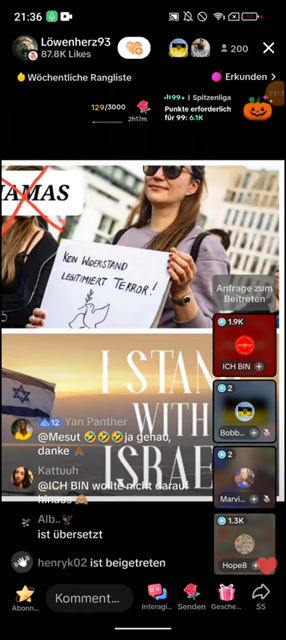 21:36
Löwenherz93
87.8K Likes
200
Wöchentliche Rangliste
Erkunden >
129/3000
2h17m
99+ | Spitzenliga
Punkte erforderlich
für 99: 6.1K
HAMAS
KEIN WIDERSTAND
LEGITIMIERT TERROR!
Anfrage zum
Beitreten
1.9K
ICH BIN +
I STAN
WITH
ISRAE
2
Bobb... +
2
Marvi... +
1.3K
Hope8 +
12 Yan Panther
@Mesut 🤣🤣🤣ja genau,
danke 🙏
Kattuuh
@ICH BIN wollte nicht darauf
hinaus 🙈
Alb..🦅
ist übersetzt
henryk02 ist beigetreten
Abonn...
Komment...
Interagi...
Senden
Gesche...
55